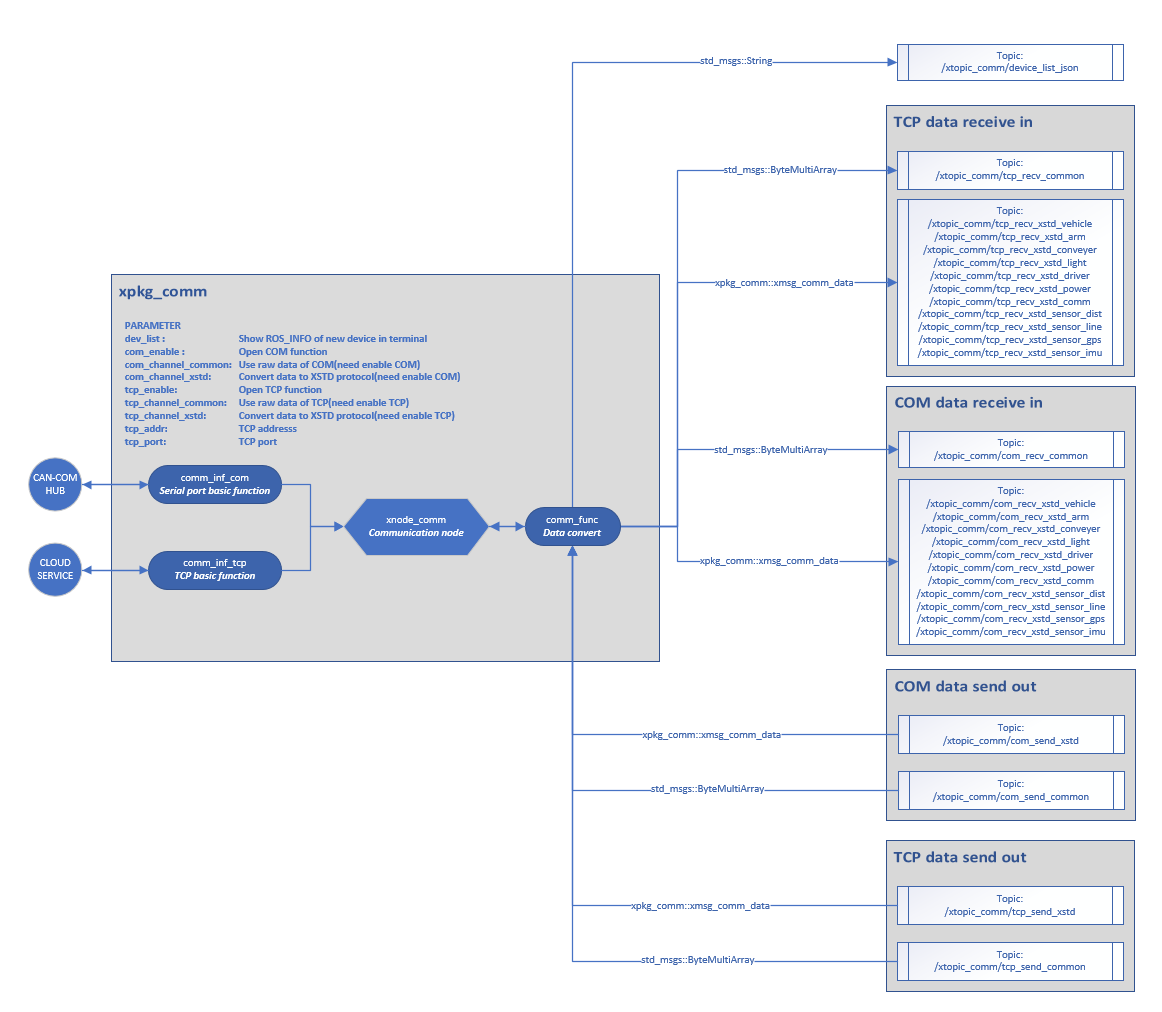 std_msgs::String
Topic:
/xtopic_comm/device_list_json
TCP data receive in
std_msgs::ByteMultiArray
Topic:
/xtopic_comm/tcp_recv_common
xpkg_comm::xmsg_comm_data
Topic:
/xtopic_comm/tcp_recv_xstd_vehicle
/xtopic_comm/tcp_recv_xstd_arm
/xtopic_comm/tcp_recv_xstd_conveyer
/xtopic_comm/tcp_recv_xstd_light
/xtopic_comm/tcp_recv_xstd_driver
/xtopic_comm/tcp_recv_xstd_power
/xtopic_comm/tcp_recv_xstd_comm
/xtopic_comm/tcp_recv_xstd_sensor_dist
/xtopic_comm/tcp_recv_xstd_sensor_line
/xtopic_comm/tcp_recv_xstd_sensor_gps
/xtopic_comm/tcp_recv_xstd_sensor_imu
xpkg_comm
PARAMETER
dev_list : Show ROS_INFO of new device in terminal
com_enable : Open COM function
com_channel_common: Use raw data of COM(need enable COM)
com_channel_xstd: Convert data to XSTD protocol(need enable COM)
tcp_enable: Open TCP function
tcp_channel_common: Use raw data of TCP(need enable TCP)
tcp_channel_xstd: Convert data to XSTD protocol(need enable TCP)
tcp_addr: TCP addresss
tcp_port: TCP port
CAN-COM
HUB
comm_inf_com
Serial port basic function
CLOUD
SERVICE
comm_inf_tcp
TCP basic function
xnode_comm
Communication node
comm_func
Data convert
COM data receive in
std_msgs::ByteMultiArray
Topic:
/xtopic_comm/com_recv_common
xpkg_comm::xmsg_comm_data
Topic:
/xtopic_comm/com_recv_xstd_vehicle
/xtopic_comm/com_recv_xstd_arm
/xtopic_comm/com_recv_xstd_conveyer
/xtopic_comm/com_recv_xstd_light
/xtopic_comm/com_recv_xstd_driver
/xtopic_comm/com_recv_xstd_power
/xtopic_comm/com_recv_xstd_comm
/xtopic_comm/com_recv_xstd_sensor_dist
/xtopic_comm/com_recv_xstd_sensor_line
/xtopic_comm/com_recv_xstd_sensor_gps
/xtopic_comm/com_recv_xstd_sensor_imu
COM data send out
xpkg_comm::xmsg_comm_data
Topic:
/xtopic_comm/com_send_xstd
std_msgs::ByteMultiArray
Topic:
/xtopic_comm/com_send_common
TCP data send out
xpkg_comm::xmsg_comm_data
Topic:
/xtopic_comm/tcp_send_xstd
std_msgs::ByteMultiArray
Topic:
/xtopic_comm/tcp_send_common